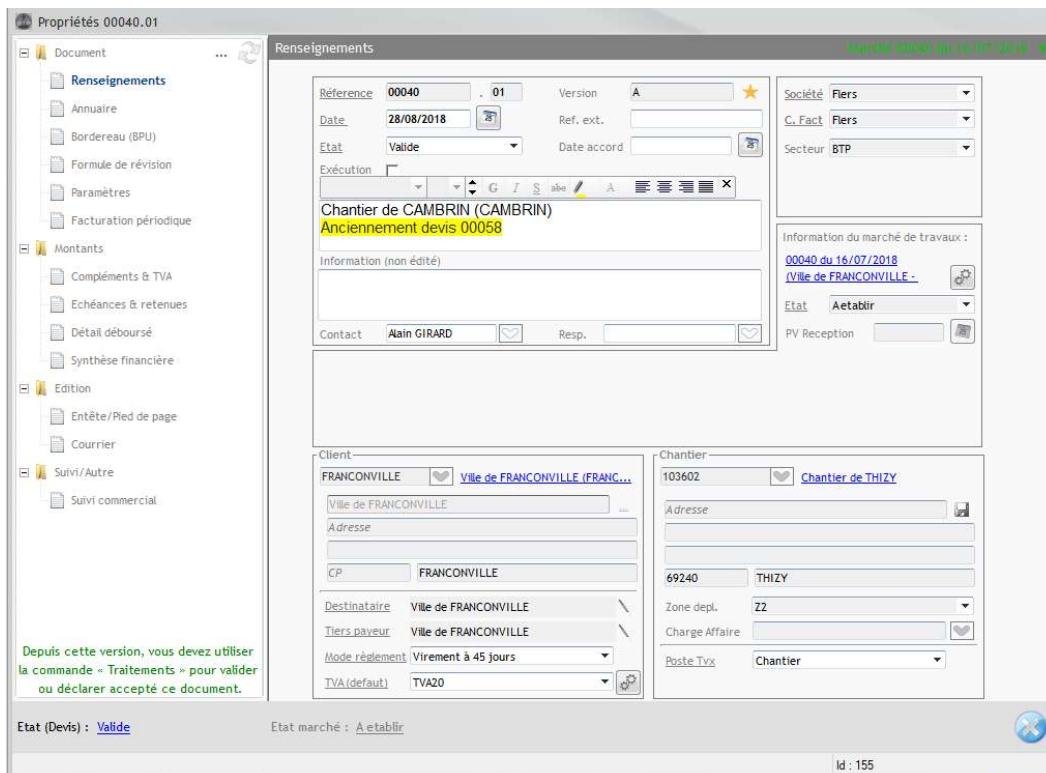 Propriétés 00040.01
Document ...
Renseignements
Annuaire
Bordereau (BPU)
Formule de révision
Paramètres
Facturation périodique
Montants
Compléments & TVA
Echéances & retenues
Détail déboursé
Synthèse financière
Edition
Entête/Pied de page
Courrier
Suivi/Autre
Suivi commercial
Depuis cette version, vous devez utiliser
la commande « Traitements » pour valider
ou déclarer accepté ce document.
Renseignements
Réference 00040 . 01 Version A
Date 28/08/2018 Ref. ext.
Etat Valide Date accord
Exécution
G I S abc A
Chantier de CAMBRIN (CAMBRIN)
Anciennement devis 00058
Information (non édité)
Contact Alain GIRARD Resp.
Société Flers
C. Fact Flers
Secteur BTP
Information du marché de travaux :
00040 du 16/07/2018
(Ville de FRANCONVILLE -
Etat Aetablir
PV Reception
Client
FRANCONVILLE Ville de FRANCONVILLE (FRANC...
Ville de FRANCONVILLE ...
Adresse
CP FRANCONVILLE
Destinataire Ville de FRANCONVILLE
Tiers payeur Ville de FRANCONVILLE
Mode règlement Virement à 45 jours
TVA (defaut) TVA20
Chantier
103602 Chantier de THIZY
Adresse
69240 THIZY
Zone depl. Z2
Charge Affaire
Poste Tvx Chantier
Etat (Devis) : Valide Etat marché : A etablir
Id : 155